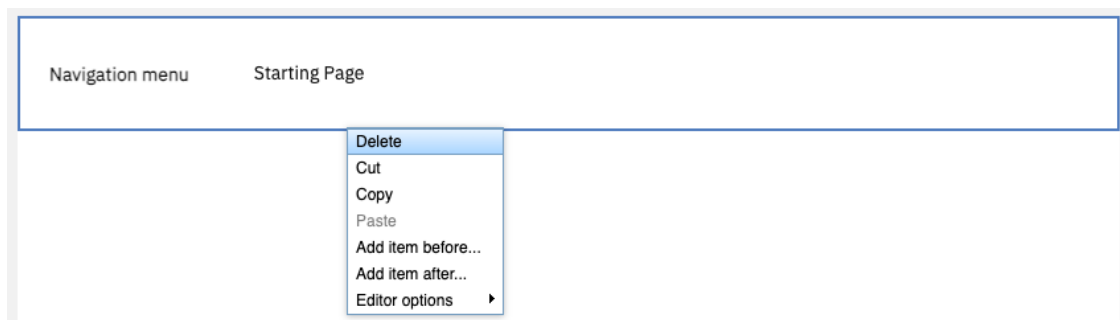 Navigation menu Starting Page
Delete
Cut
Copy
Paste
Add item before...
Add item after...
Editor options